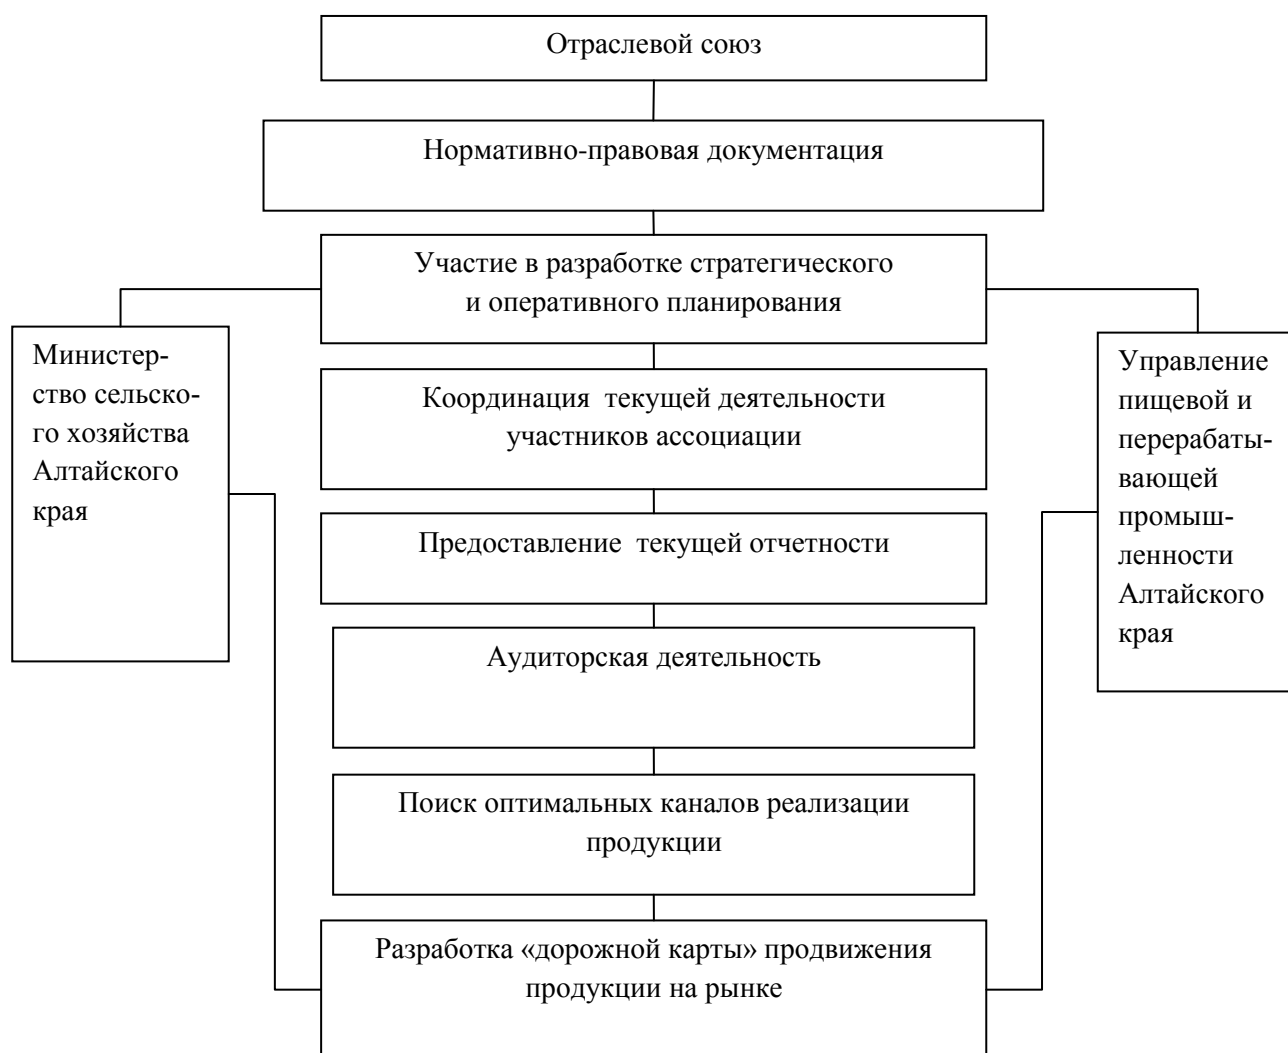 Отраслевой союз
Нормативно-правовая документация
Участие в разработке стратегического
и оперативного планирования
Министер-
ство сельско-
го хозяйства
Алтайского
края
Управление
пищевой и
перерабаты-
вающей
промыш-
ленности
Алтайского
края
Координация  текущей деятельности
участников ассоциации
Предоставление  текущей отчетности
Аудиторская деятельность
Поиск оптимальных каналов реализации
продукции
Разработка «дорожной карты» продвижения
продукции на рынке